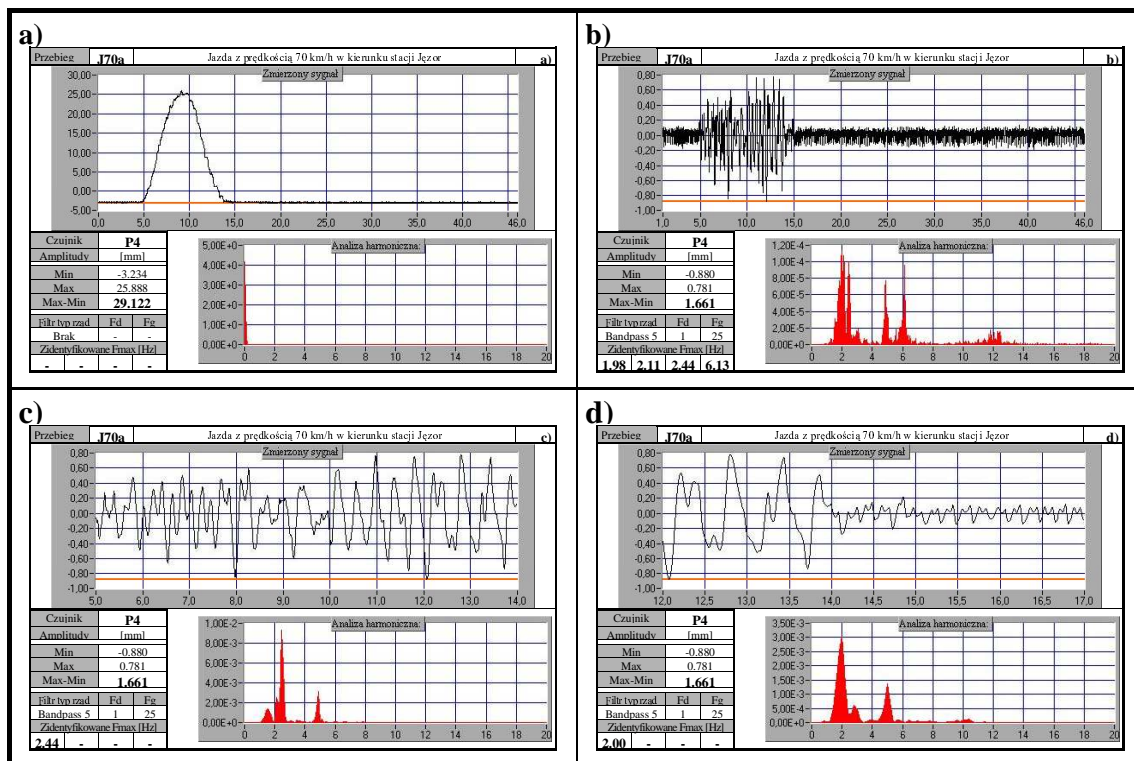 a)
Przebieg J70a Jazda z prędkością 70 km/h w kierunku stacji Jęzor a)
Zmierzony sygnał
30,00
25,00
20,00
15,00
10,00
5,00
0,00
-5,00
0,0 5,0 10,0 15,0 20,0 25,0 30,0 35,0 40,0 46,0
Czujnik P4
Amplitudy [mm]
Min -3.234
Max 25.888
Max-Min 29.122
Filtr typ rząd Fd Fg
Brak - -
Zidentyfikowane Fmax [Hz]
- - - -
Analiza harmoniczna:
5,00E+0
4,00E+0
3,00E+0
2,00E+0
1,00E+0
0,00E+0
0 2 4 6 8 10 12 14 16 18 20
b)
Przebieg J70a Jazda z prędkością 70 km/h w kierunku stacji Jęzor b)
Zmierzony sygnał
0,80
0,60
0,40
0,20
0,00
-0,20
-0,40
-0,60
-0,80
-1,00
1,0 5,0 10,0 15,0 20,0 25,0 30,0 35,0 40,0 46,0
Czujnik P4
Amplitudy [mm]
Min -0.880
Max 0.781
Max-Min 1.661
Filtr typ rząd Fd Fg
Bandpass 5 1 25
Zidentyfikowane Fmax [Hz]
1.98 2.11 2.44 6.13
Analiza harmoniczna:
1,20E-4
1,00E-4
8,00E-5
6,00E-5
4,00E-5
2,00E-5
0,00E+0
0 2 4 6 8 10 12 14 16 18 20
c)
Przebieg J70a Jazda z prędkością 70 km/h w kierunku stacji Jęzor c)
Zmierzony sygnał
0,80
0,60
0,40
0,20
0,00
-0,20
-0,40
-0,60
-0,80
-1,00
5,0 6,0 7,0 8,0 9,0 10,0 11,0 12,0 13,0 14,0
Czujnik P4
Amplitudy [mm]
Min -0.880
Max 0.781
Max-Min 1.661
Filtr typ rząd Fd Fg
Bandpass 5 1 25
Zidentyfikowane Fmax [Hz]
2.44 - - -
Analiza harmoniczna:
1,00E-2
8,00E-3
6,00E-3
4,00E-3
2,00E-3
0,00E+0
0 2 4 6 8 10 12 14 16 18 20
d)
Przebieg J70a Jazda z prędkością 70 km/h w kierunku stacji Jęzor d)
Zmierzony sygnał
0,80
0,60
0,40
0,20
0,00
-0,20
-0,40
-0,60
-0,80
-1,00
12,0 12,5 13,0 13,5 14,0 14,5 15,0 15,5 16,0 17,0
Czujnik P4
Amplitudy [mm]
Min -0.880
Max 0.781
Max-Min 1.661
Filtr typ rząd Fd Fg
Bandpass 5 1 25
Zidentyfikowane Fmax [Hz]
2.00 - - -
Analiza harmoniczna:
3,50E-3
3,00E-3
2,50E-3
2,00E-3
1,50E-3
1,00E-3
5,00E-4
0,00E+0
0 2 4 6 8 10 12 14 16 18 20